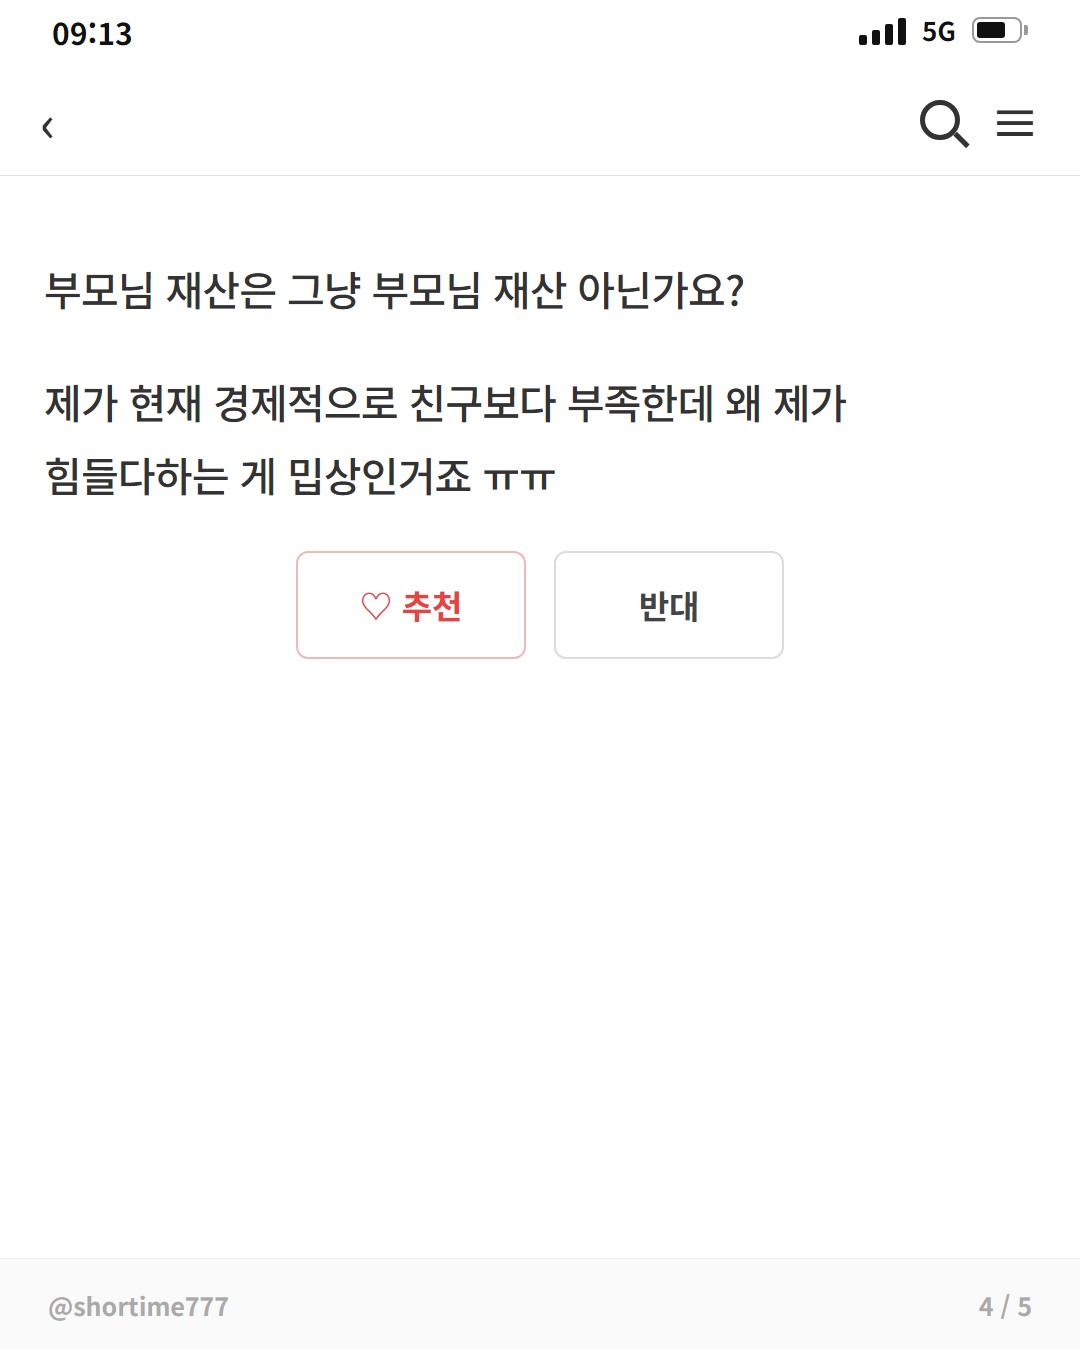 09:13
5G
부모님 재산은 그냥 부모님 재산 아닌가요?
제가 현재 경제적으로 친구보다 부족한데 왜 제가
힘들다하는 게 밉상인거죠 ㅠㅠ
♡ 추천
반대
@shortime777
4 / 5